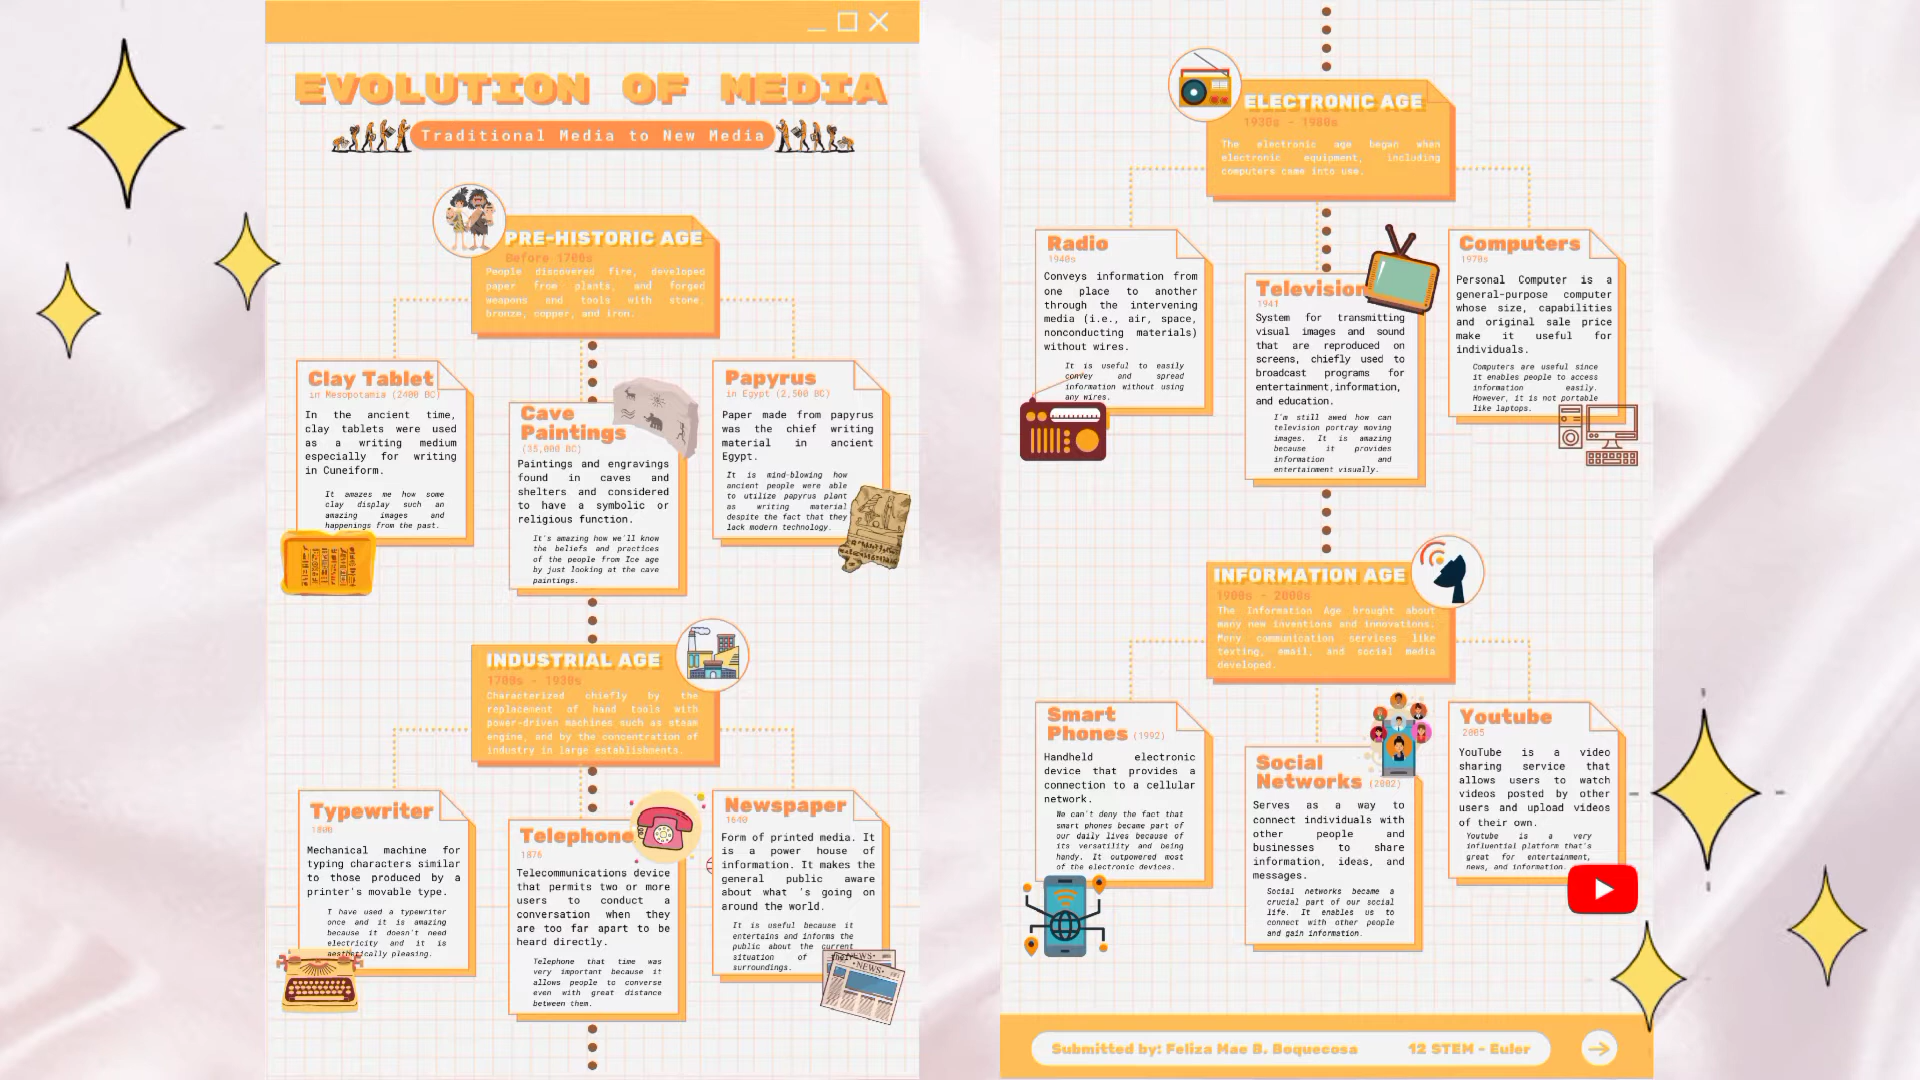 EVOLUTION OF MEDIA
Traditional Media to New Media
PRE-HISTORIC AGE
Before 1700s
People discovered fire, developed
paper from plants, and forged
weapons and tools with stone,
bronze, copper, and iron.
Clay Tablet
in Mesopotamia (2400 BC)
In the ancient time,
clay tablets were used
as a writing medium
especially for writing
in Cuneiform.
It amazes me how some
clay display such an
amazing images and
happenings from the past.
Cave
Paintings
(35,000 BC)
Paintings and engravings
found in caves and
shelters and considered
to have a symbolic or
religious function.
It's amazing how we'll know
the beliefs and practices
of the people from Ice age
by just looking at the cave
paintings.
Papyrus
in Egypt (2,500 BC)
Paper made from papyrus
was the chief writing
material in ancient
Egypt.
It is mind-blowing how
ancient people were able
to utilize papyrus plant
as writing material
despite the fact that they
lack modern technology.
INDUSTRIAL AGE
1700s - 1930s
Characterized chiefly by the
replacement of hand tools with
power-driven machines such as steam
engine, and by the concentration of
industry in large establishments.
Typewriter
1800
Mechanical machine for
typing characters similar
to those produced by a
printer's movable type.
I have used a typewriter
once and it is amazing
because it doesn't need
electricity and it is
aesthetically pleasing.
Telephone
1876
Telecommunications device
that permits two or more
users to conduct a
conversation when they
are too far apart to be
heard directly.
Telephone that time was
very important because it
allows people to converse
even with great distance
between them.
Newspaper
1640
Form of printed media. It
is a power house of
information. It makes the
general public aware
about what 's going on
around the world.
It is useful because it
entertains and informs the
public about the current
situation of their
surroundings.
NEWS
NEWS
ELECTRONIC AGE
1930s - 1980s
The electronic age began when
electronic equipment, including
computers came into use.
Radio
1940s
Conveys information from
one place to another
through the intervening
media (i.e., air, space,
nonconducting materials)
without wires.
It is useful to easily
convey and spread
information without using
any wires.
Television
1941
System for transmitting
visual images and sound
that are reproduced on
screens, chiefly used to
broadcast programs for
entertainment,information,
and education.
I'm still awed how can
television portray moving
images. It is amazing
because it provides
information and
entertainment visually.
Computers
1970s
Personal Computer is a
general-purpose computer
whose size, capabilities
and original sale price
make it useful for
individuals.
Computers are useful since
it enables people to access
information easily.
However, it is not portable
like laptops.
INFORMATION AGE
1900s - 2000s
The Information Age brought about
many new inventions and innovations.
Many communication services like
texting, email, and social media
developed.
Smart
Phones (1992)
Handheld electronic
device that provides a
connection to a cellular
network.
We can't deny the fact that
smart phones became part of
our daily lives because of
its versatility and being
handy. It outpowered most
of the electronic devices.
Social
Networks (2002)
Serves as a way to
connect individuals with
other people and
businesses to share
information, ideas, and
messages.
Social networks became a
crucial part of our social
life. It enables us to
connect with other people
and gain information.
Youtube
2005
YouTube is a video
sharing service that
allows users to watch
videos posted by other
users and upload videos
of their own.
Youtube is a very
influential platform that's
great for entertainment,
news, and information.
Submitted by: Feliza Mae B. Boquecosa
12 STEM - Euler